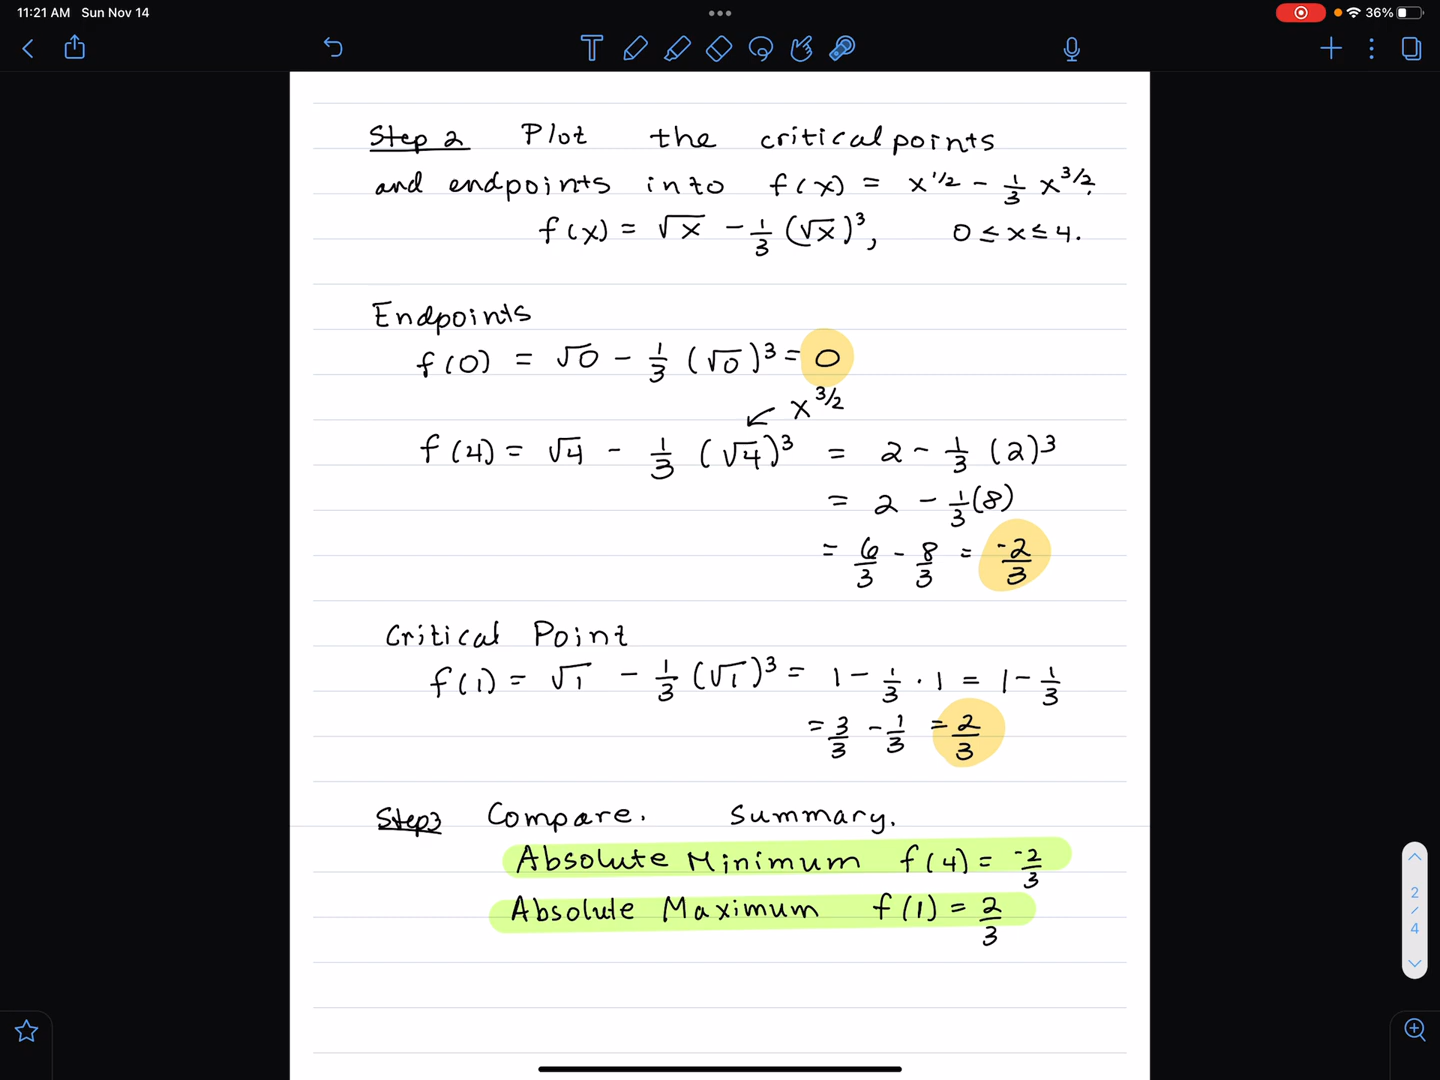 11:21 AM Sun Nov 14
36%
Step 2 Plot the critical points
and endpoints into f(x) = x^1/2 - 1/3 x^3/2.
f(x) = √x - 1/3 (√x)^3, 0 ≤ x ≤ 4.
Endpoints
f(0) = √0 - 1/3 (√0)^3 = 0
x^3/2
f(4) = √4 - 1/3 (√4)^3 = 2 - 1/3 (2)^3
= 2 - 1/3 (8)
= 6/3 - 8/3 = -2/3
Critical Point
f(1) = √1 - 1/3 (√1)^3 = 1 - 1/3 · 1 = 1 - 1/3
= 3/3 - 1/3 = 2/3
Step3 Compare. Summary.
Absolute Minimum f(4) = -2/3
Absolute Maximum f(1) = 2/3
2 / 4